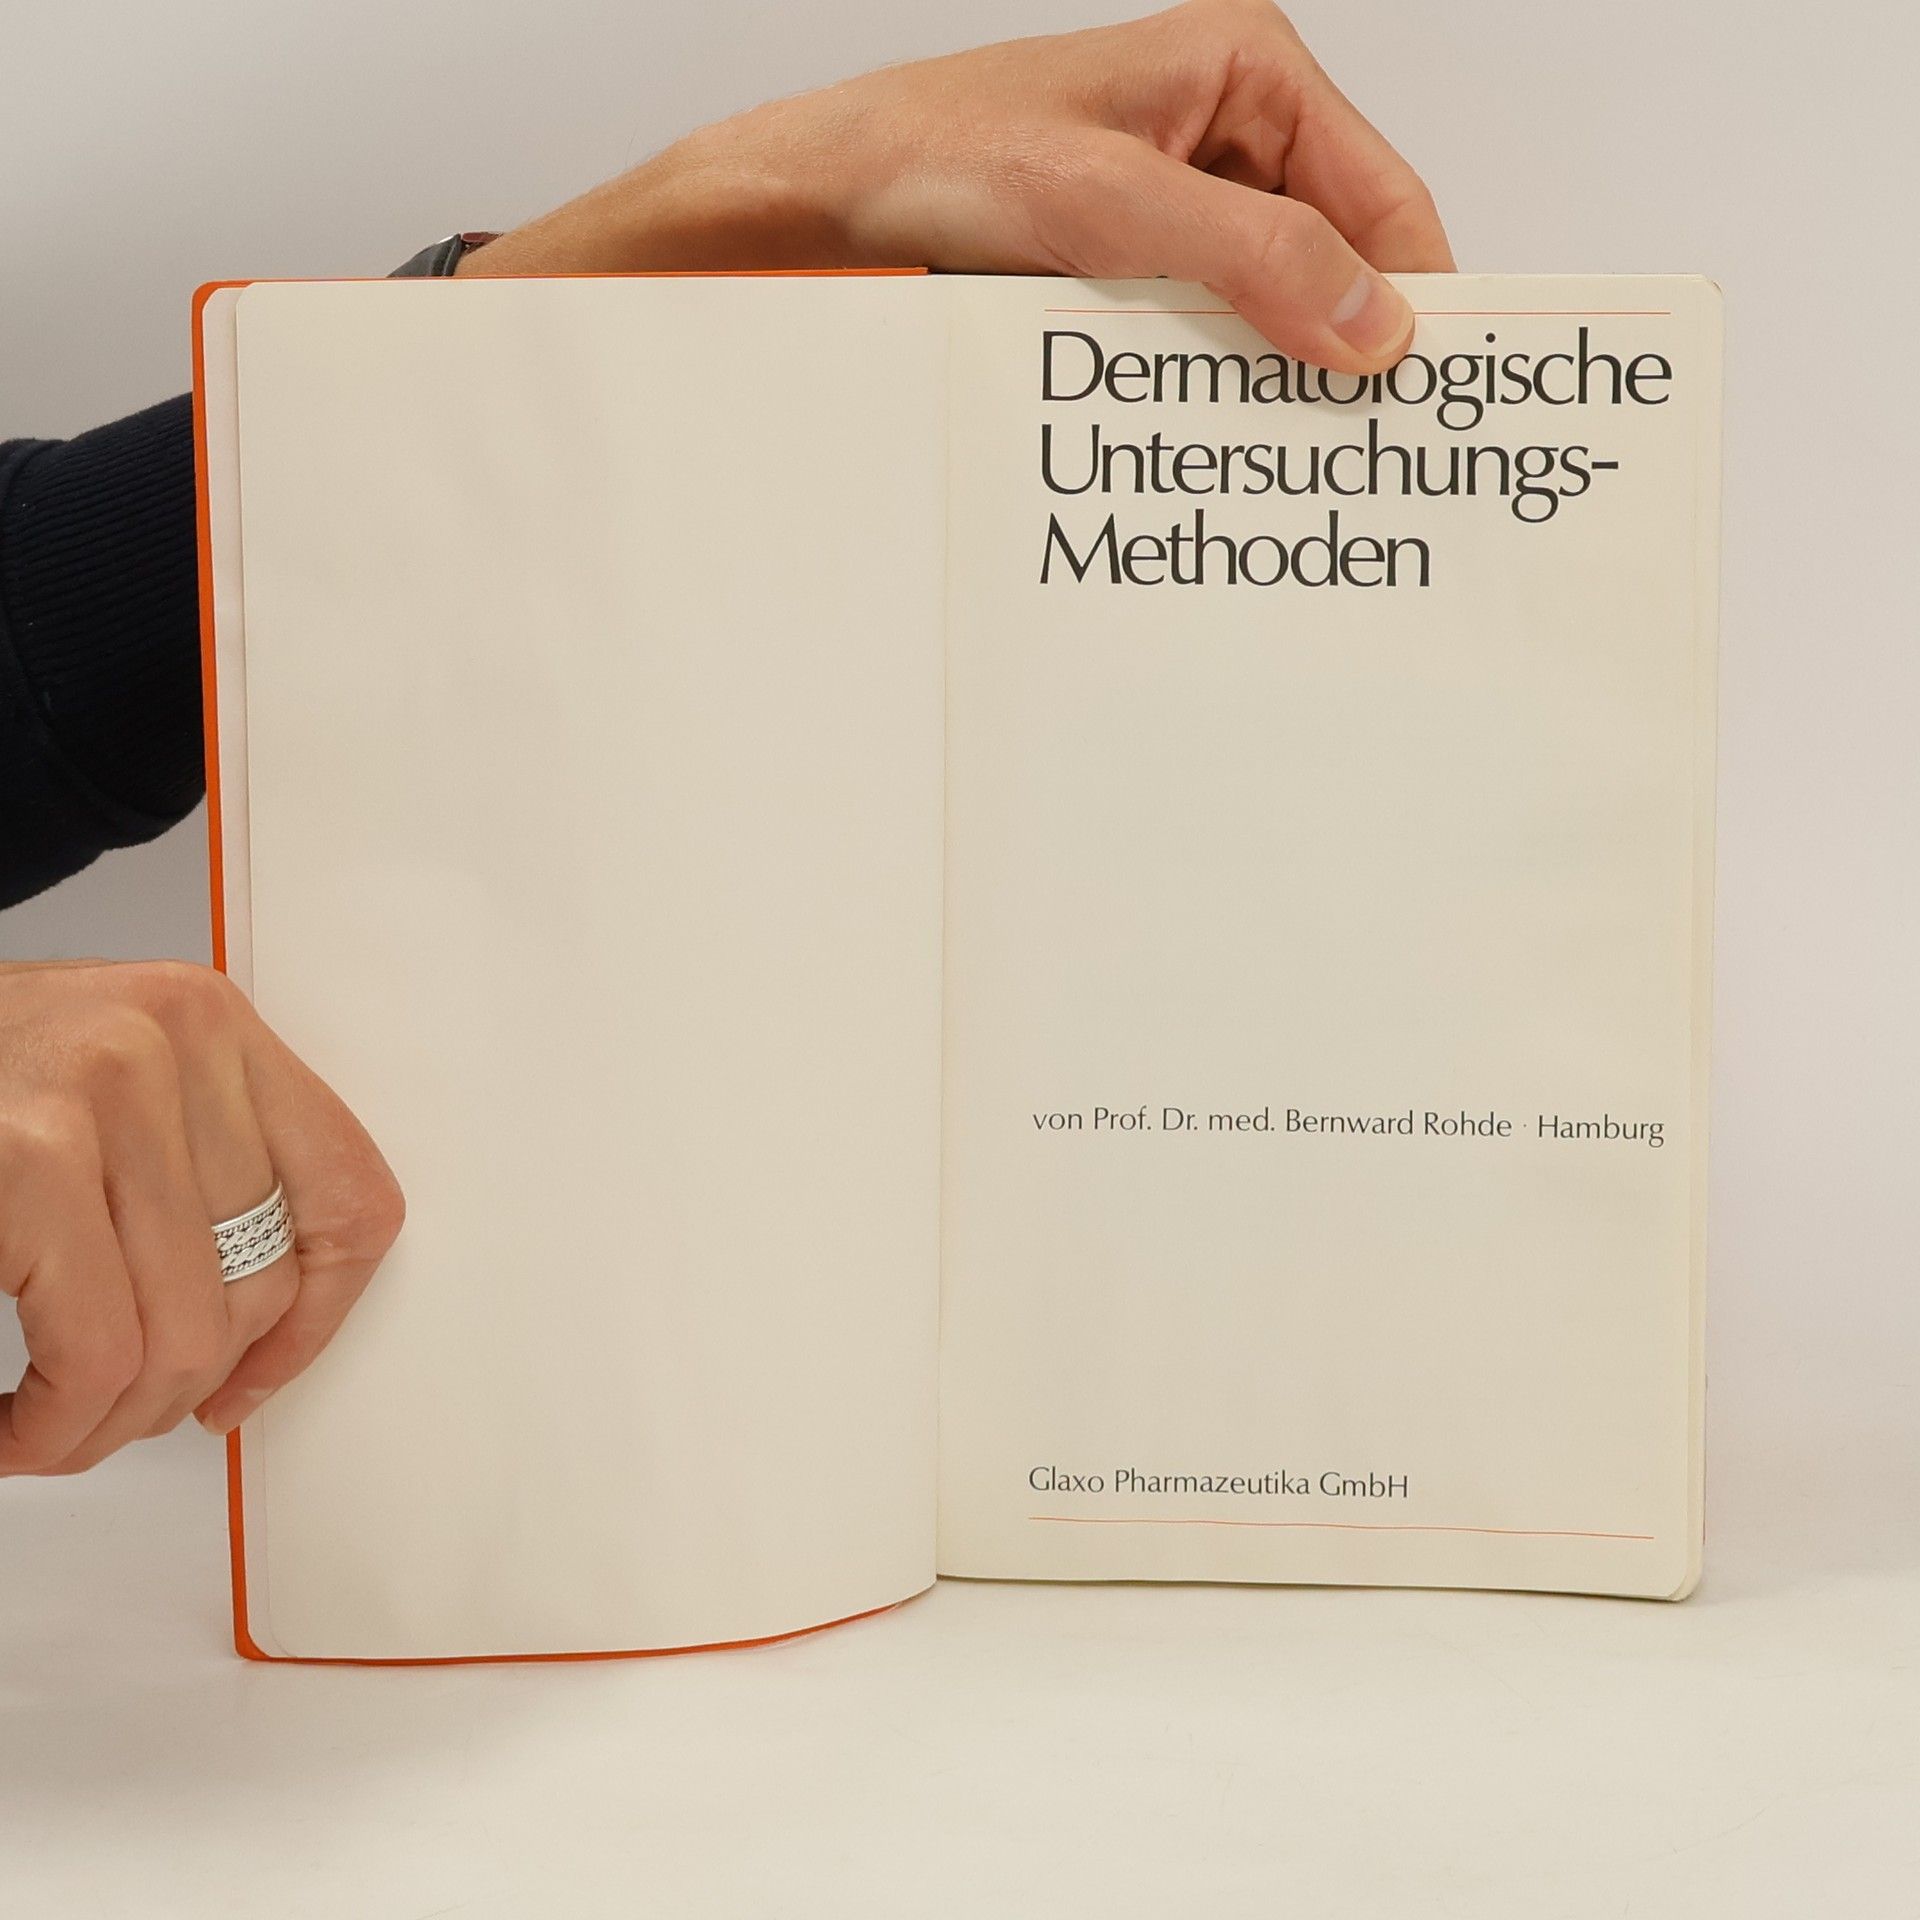 Dermatologische
Untersuchungs-
Methoden
von Prof. Dr. med. Bernward Rohde · Hamburg
Glaxo Pharmazeutika GmbH